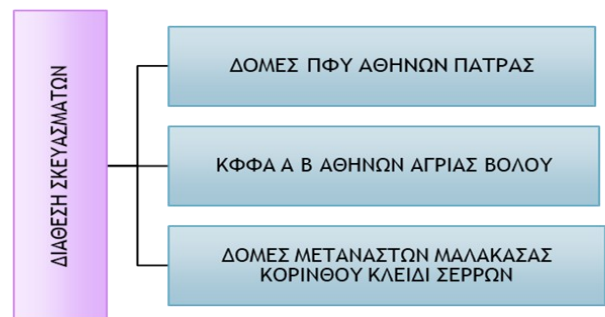 ΔΙΑΘΕΣΗ ΣΚΕΥΑΣΜΑΤΩΝ
ΔΟΜΕΣ ΠΦΥ ΑΘΗΝΩΝ ΠΑΤΡΑΣ
ΚΦΦΑ Α Β ΑΘΗΝΩΝ ΑΓΡΙΑΣ ΒΟΛΟΥ
ΔΟΜΕΣ ΜΕΤΑΝΑΣΤΩΝ ΜΑΛΑΚΑΣΑΣ
ΚΟΡΙΝΘΟΥ ΚΛΕΙΔΙ ΣΕΡΡΩΝ